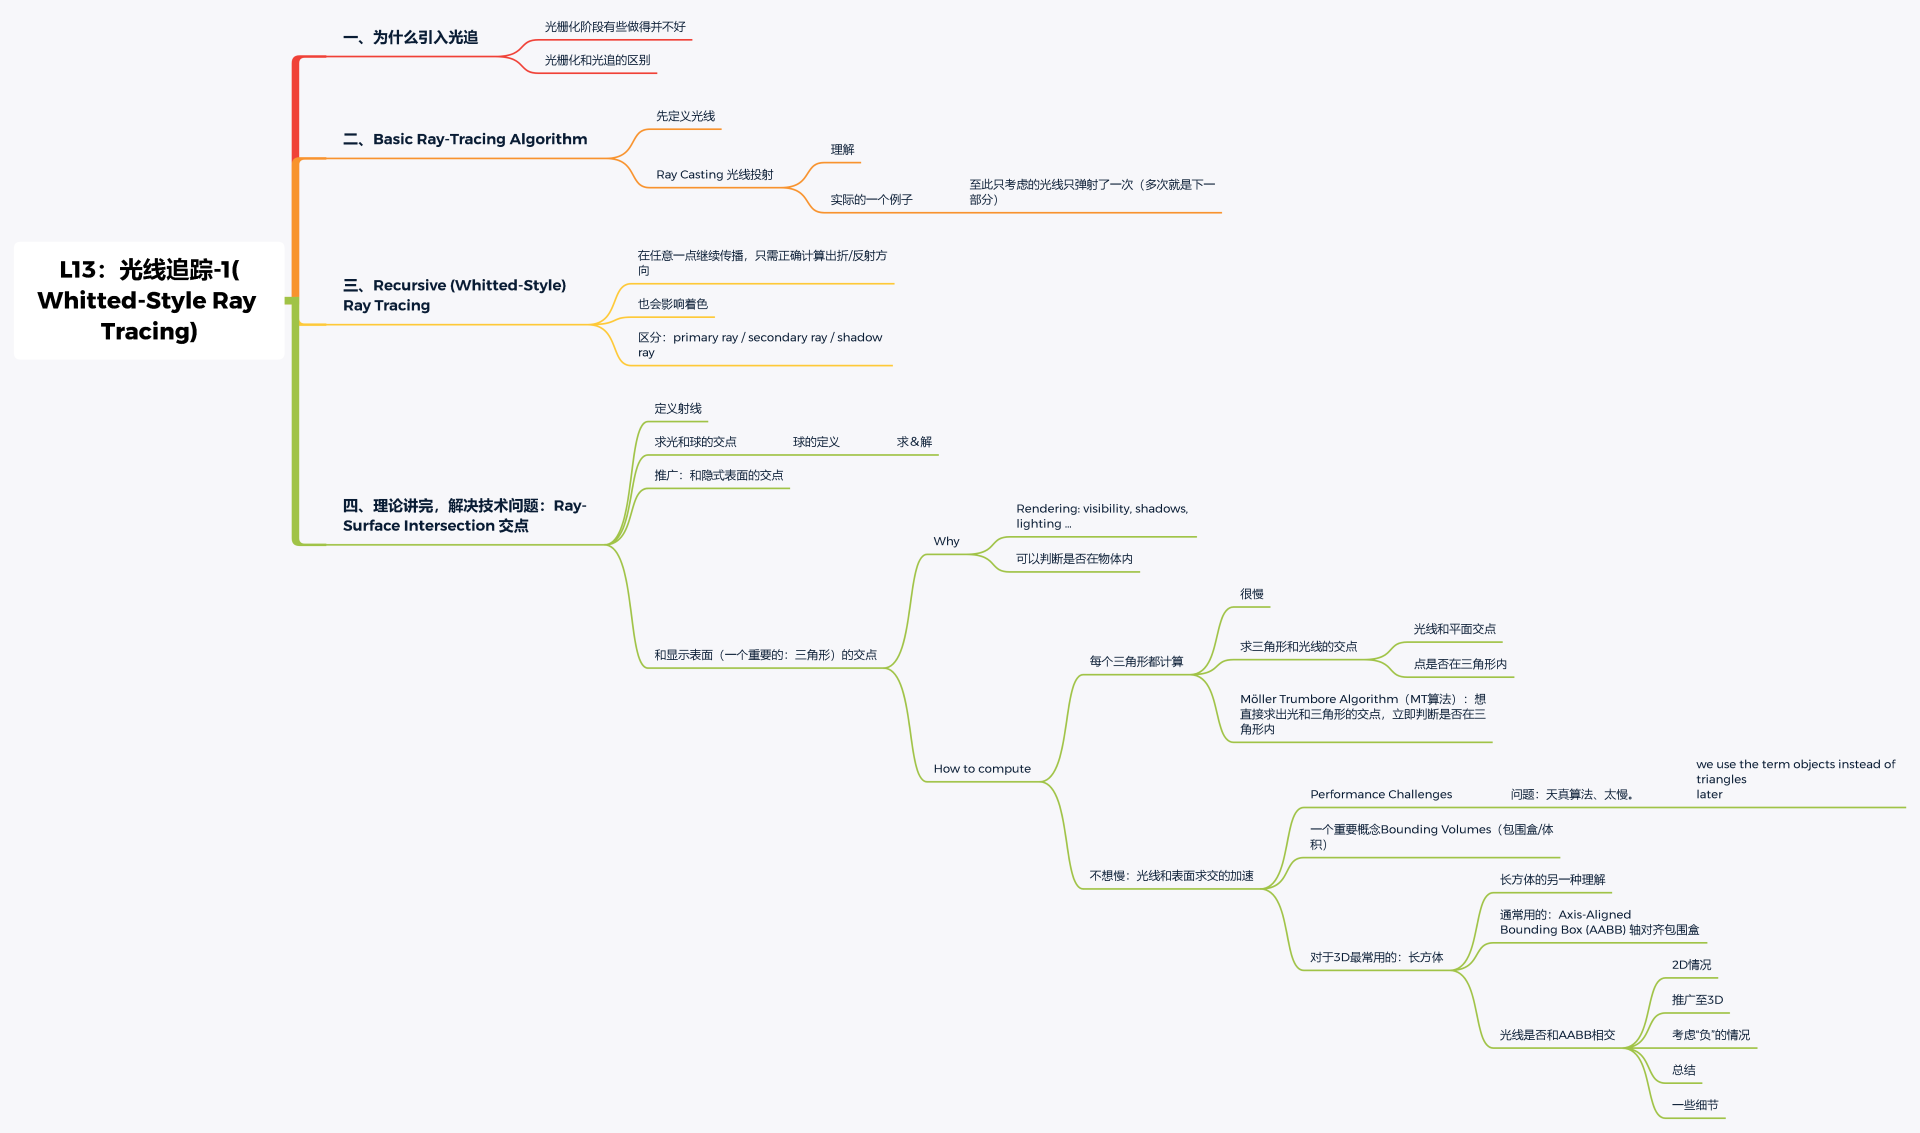 L13：光线追踪-1(
Whitted-Style Ray
Tracing)
一、为什么引入光追
光栅化阶段有些做得并不好
光栅化和光追的区别
二、Basic Ray-Tracing Algorithm
先定义光线
Ray Casting 光线投射
理解
实际的一个例子
至此只考虑的光线只弹射了一次（多次就是下一
部分）
三、Recursive (Whitted-Style)
Ray Tracing
在任意一点继续传播，只需正确计算出折/反射方
向
也会影响着色
区分：primary ray / secondary ray / shadow
ray
四、理论讲完，解决技术问题：Ray-
Surface Intersection 交点
定义射线
求光和球的交点
球的定义
求＆解
推广：和隐式表面的交点
和显示表面（一个重要的：三角形）的交点
Why
Rendering: visibility, shadows,
lighting ...
可以判断是否在物体内
How to compute
每个三角形都计算
很慢
求三角形和光线的交点
光线和平面交点
点是否在三角形内
Möller Trumbore Algorithm（MT算法）：想
直接求出光和三角形的交点，立即判断是否在三
角形内
不想慢：光线和表面求交的加速
Performance Challenges
问题：天真算法、太慢。
we use the term objects instead of
triangles
later
一个重要概念Bounding Volumes（包围盒/体
积）
对于3D最常用的：长方体
长方体的另一种理解
通常用的：Axis-Aligned
Bounding Box (AABB) 轴对齐包围盒
光线是否和AABB相交
2D情况
推广至3D
考虑“负”的情况
总结
一些细节